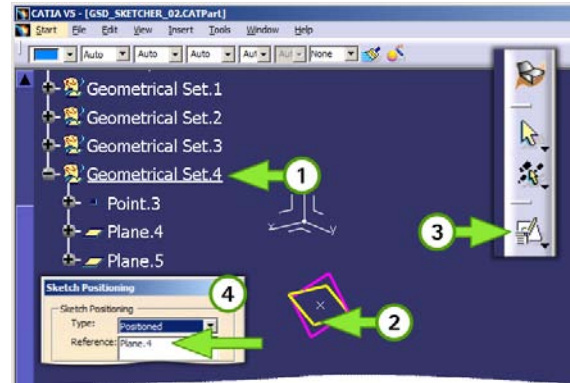 CATIA V5 - [GSD_SKETCHER_02.CATPart]
Start File Edit View Insert Tools Window Help
Auto Auto Auto Aut Aut None
Geometrical Set.1
Geometrical Set.2
Geometrical Set.3
Geometrical Set.4
1
Point.3
Plane.4
Plane.5
3
Sketch Positioning
4
Sketch Positioning
Type: Positioned
Reference: Plane.4
2